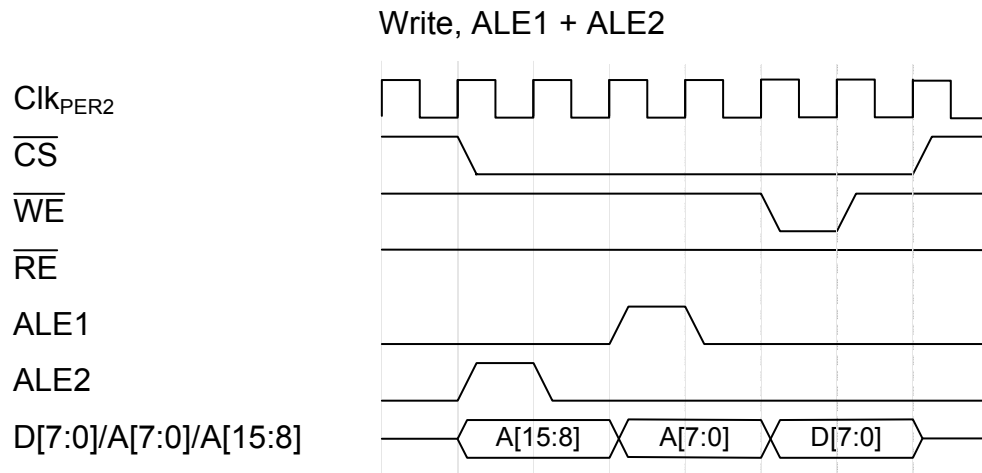 Write, ALE1 + ALE2
ClkPER2
CS
WE
RE
ALE1
ALE2
D[7:0]/A[7:0]/A[15:8] A[15:8] A[7:0] D[7:0]